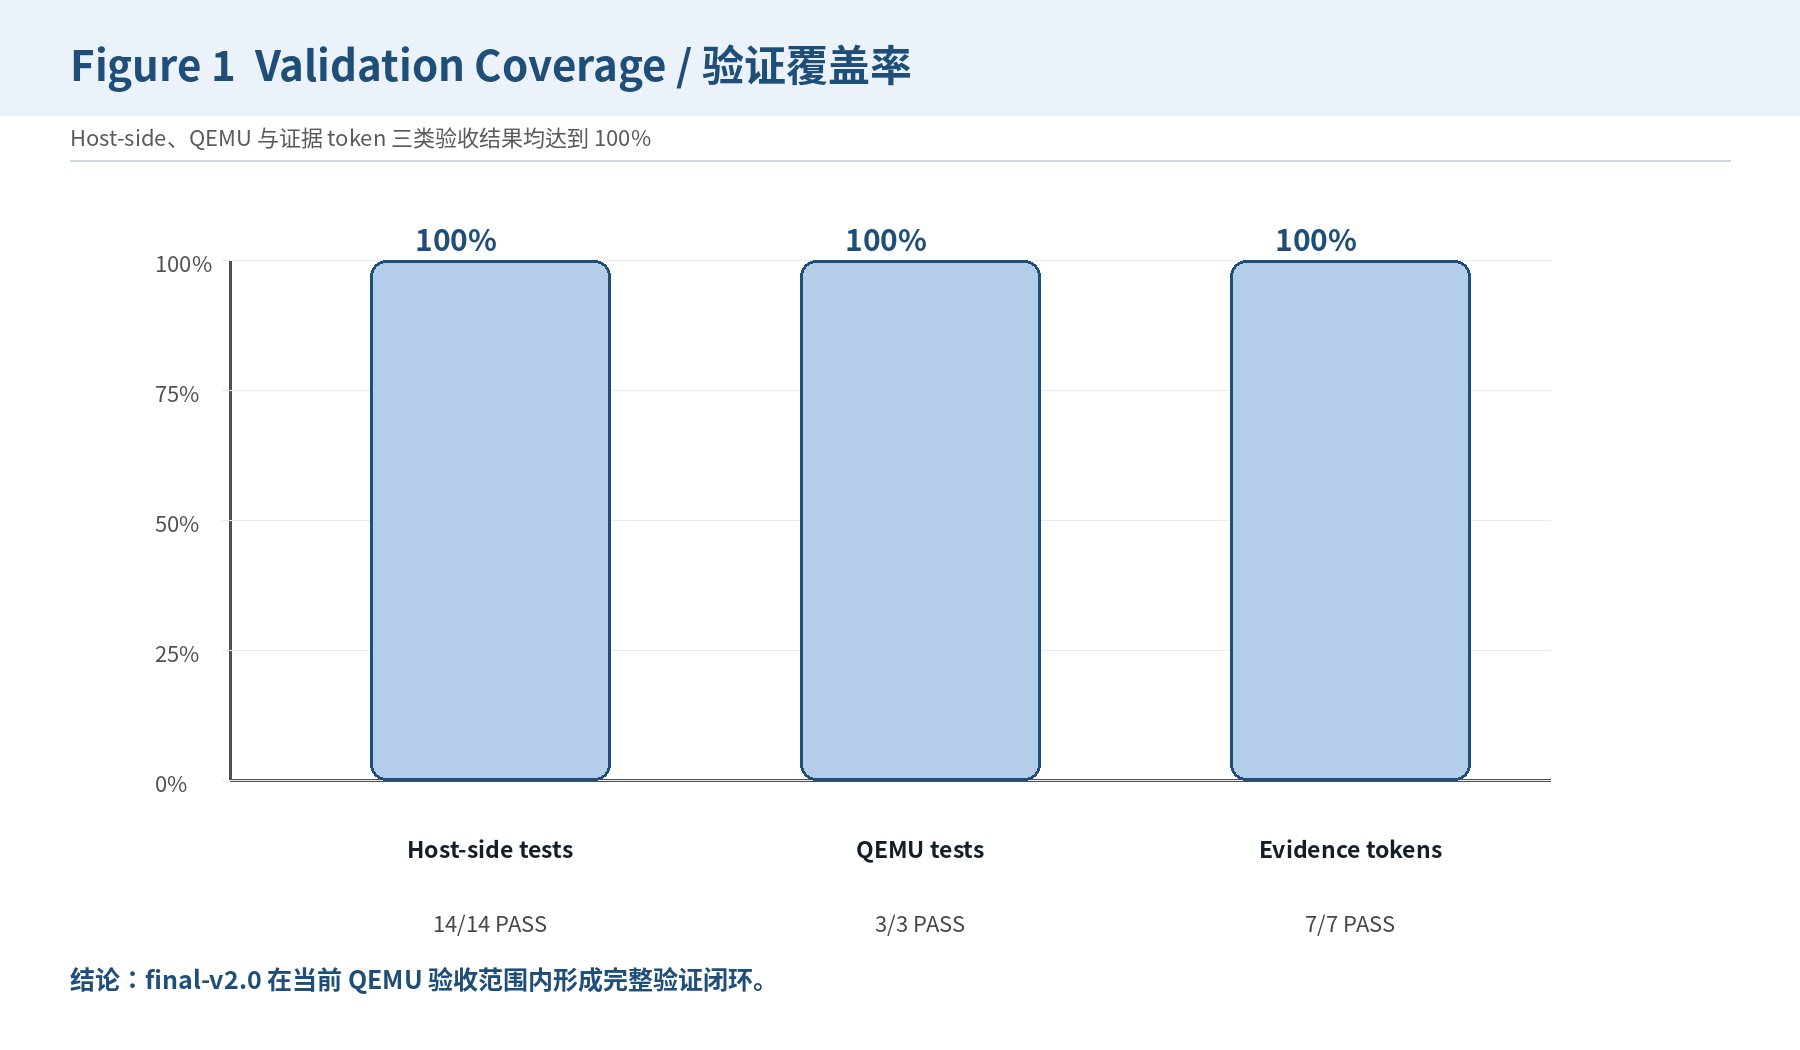 Figure 1 Validation Coverage / 验证覆盖率
Host-side、QEMU 与证据 token 三类验收结果均达到 100%
100% 100% 100%
100%
75%
50%
25%
0%
Host-side tests QEMU tests Evidence tokens
14/14 PASS 3/3 PASS 7/7 PASS
结论：final-v2.0 在当前 QEMU 验收范围内形成完整验证闭环。